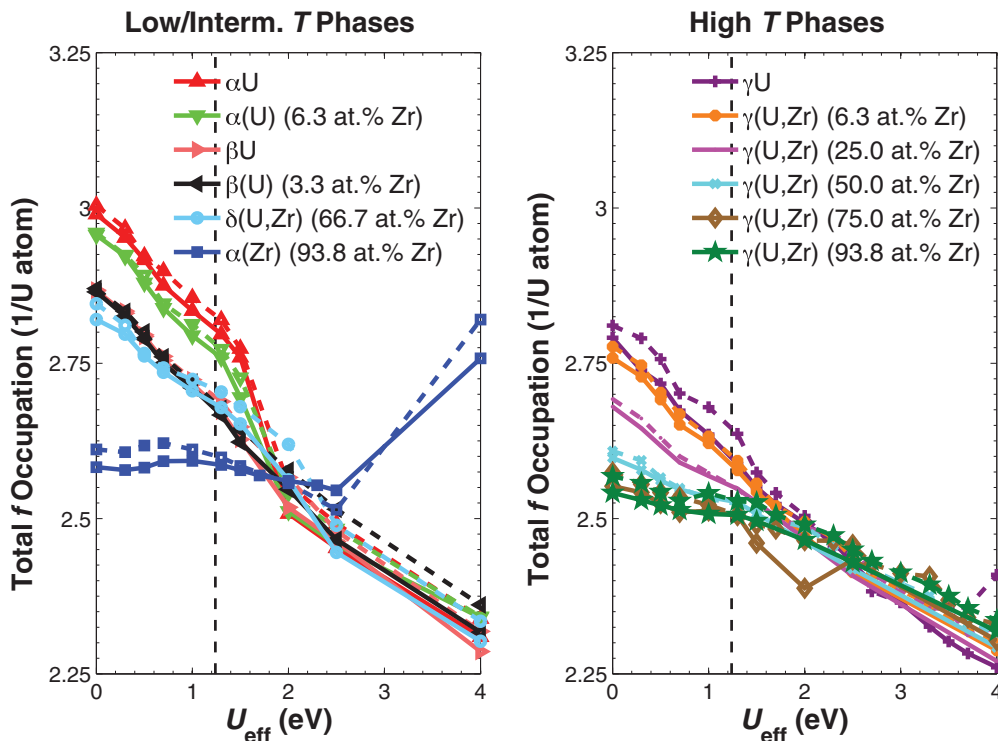 Low/Interm. T Phases
3.25
3
2.75
2.5
2.25
Total f Occupation (1/U atom)
αU
α(U) (6.3 at.% Zr)
βU
β(U) (3.3 at.% Zr)
δ(U,Zr) (66.7 at.% Zr)
α(Zr) (93.8 at.% Zr)
0
1
2
3
4
U_eff (eV)
High T Phases
3.25
3
2.75
2.5
2.25
Total f Occupation (1/U atom)
γU
γ(U,Zr) (6.3 at.% Zr)
γ(U,Zr) (25.0 at.% Zr)
γ(U,Zr) (50.0 at.% Zr)
γ(U,Zr) (75.0 at.% Zr)
γ(U,Zr) (93.8 at.% Zr)
0
1
2
3
4
U_eff (eV)